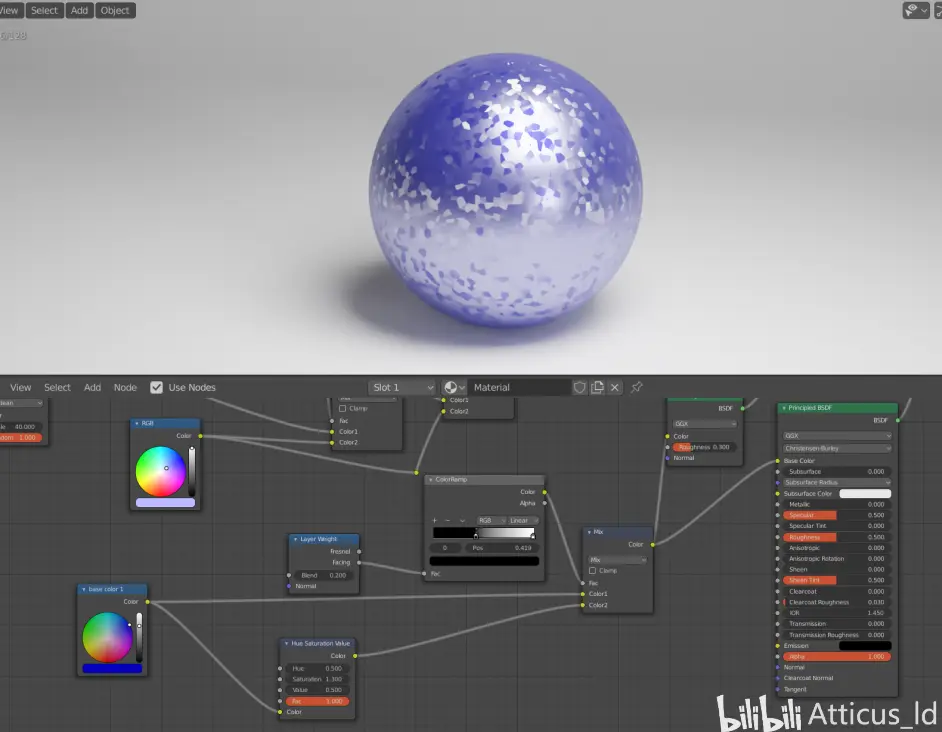 View Select Add Object
View Select Add Node Use Nodes Slot 1 Material
40.000
1.000
RGB
Color
Clamp
Fac
Color1
Color2
Color1
Color2
BSDF
GGX
Color
Roughness 0.300
Normal
ColorRamp
Color
Alpha
+ −
RGB Linear
0 Pos 0.419
Fac
Layer Weight
Fresnel
Facing
Blend 0.200
Normal
base color 1
Color
Hue Saturation Value
Color
Hue 0.500
Saturation 1.300
Value 0.500
Fac 1.000
Color
Mix
Color
Mix
Clamp
Fac
Color1
Color2
Principled BSDF
BSDF
GGX
Christensen-Burley
Base Color
Subsurface 0.000
Subsurface Radius
Subsurface Color
Metallic 0.000
Specular 0.500
Specular Tint 0.000
Roughness 0.500
Anisotropic 0.000
Anisotropic Rotation 0.000
Sheen 0.000
Sheen Tint 0.500
Clearcoat 0.000
Clearcoat Roughness 0.030
IOR 1.450
Transmission 0.000
Transmission Roughness 0.000
Emission
Alpha 1.000
Normal
Clearcoat Normal
Tangent
bilibili Atticus_ld